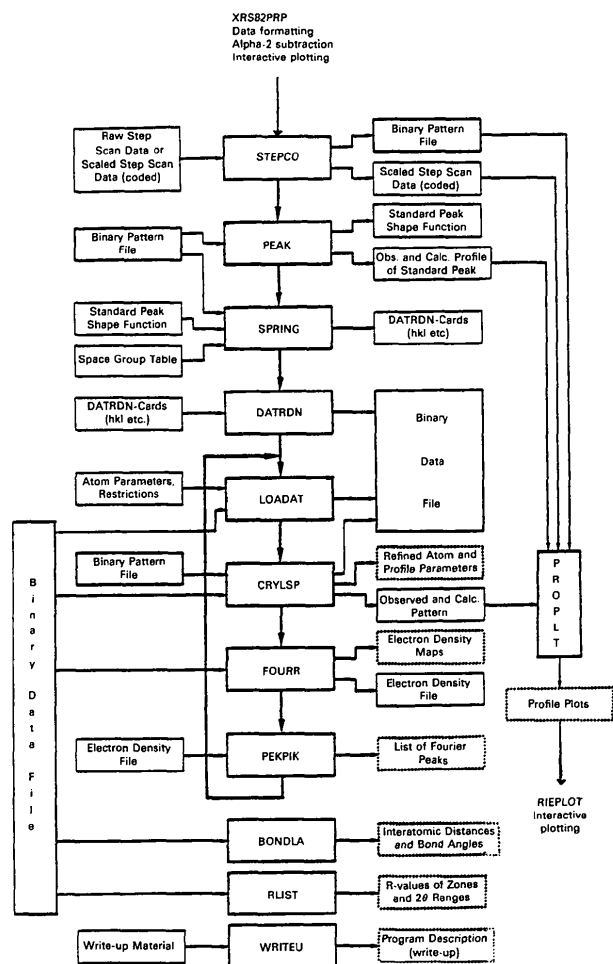 XRS82PRP
Data formatting
Alpha-2 subtraction
Interactive plotting
Raw Step
Scan Data or
Scaled Step Scan
Data (coded)
STEPCO
Binary Pattern
File
Scaled Step Scan
Data (coded)
Binary Pattern
File
PEAK
Standard Peak
Shape Function
Obs. and Calc. Profile
of Standard Peak
Standard Peak
Shape Function
Space Group Table
SPRING
DATRDN-Cards
(hkl etc)
DATRDN-Cards
(hkl etc.)
DATRDN
Binary
Data
File
Atom Parameters,
Restrictions
LOADAT
Binary Pattern
File
CRYLSP
Refined Atom and
Profile Parameters
Observed and Calc.
Pattern
P
R
O
P
L
T
FOURR
Electron Density
Maps
Electron Density
File
Profile Plots
Electron Density
File
PEKPIK
List of Fourier
Peaks
RIEPLOT
Interactive
plotting
B
i
n
a
r
y
D
a
t
a
F
i
l
e
BONDLA
Interatomic Distances
and Bond Angles
RLIST
R-values of Zones
and 2θ Ranges
Write-up Material
WRITEU
Program Description
(write-up)